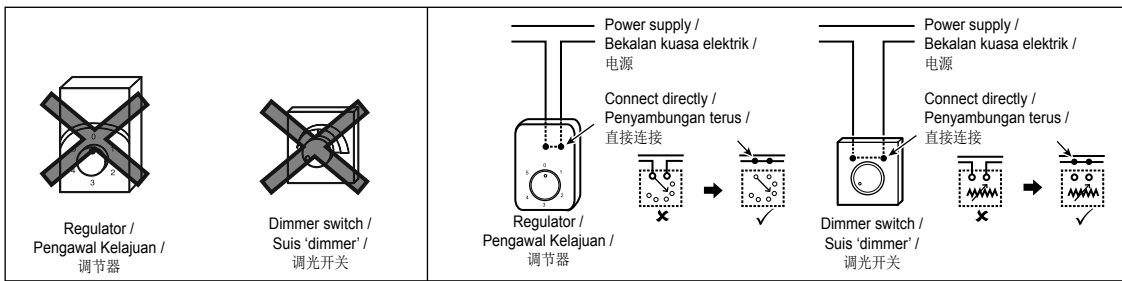 0
4
2
3
Regulator /
Pengawal Kelajuan /
调节器
Dimmer switch /
Suis ‘dimmer’ /
调光开关
Power supply /
Bekalan kuasa elektrik /
电源
Connect directly /
Penyambungan terus /
直接连接
0
5
1
4
2
3
Regulator /
Pengawal Kelajuan /
调节器
Power supply /
Bekalan kuasa elektrik /
电源
Connect directly /
Penyambungan terus /
直接连接
Dimmer switch /
Suis ‘dimmer’ /
调光开关